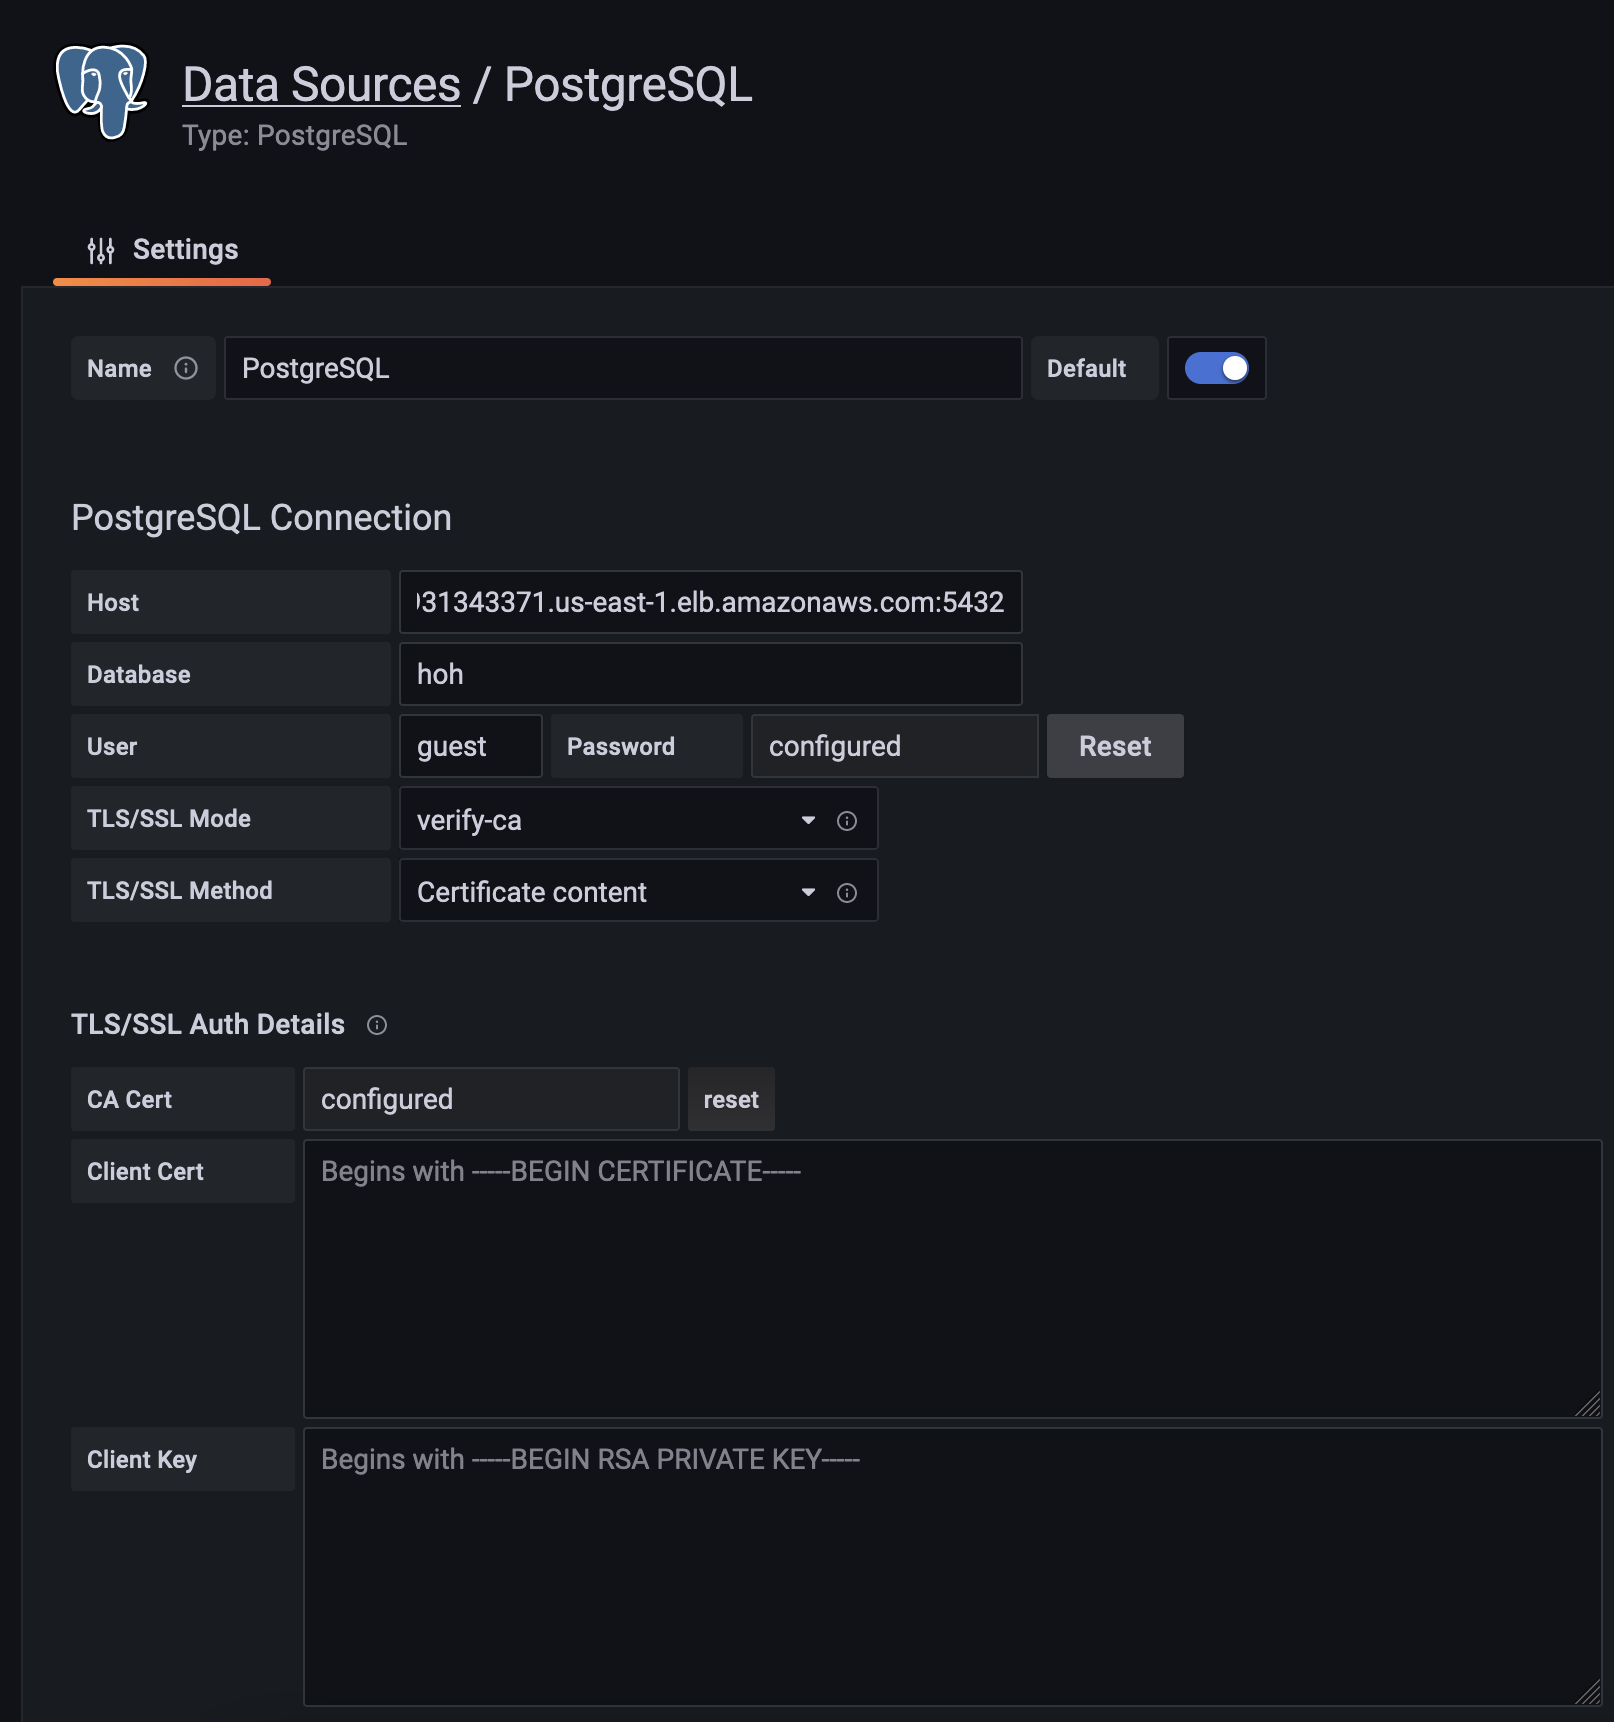 Data Sources / PostgreSQL
Type: PostgreSQL
Settings
Name PostgreSQL Default
PostgreSQL Connection
Host 31343371.us-east-1.elb.amazonaws.com:5432
Database hoh
User guest Password configured Reset
TLS/SSL Mode verify-ca
TLS/SSL Method Certificate content
TLS/SSL Auth Details
CA Cert configured reset
Client Cert Begins with -----BEGIN CERTIFICATE-----
Client Key Begins with -----BEGIN RSA PRIVATE KEY-----